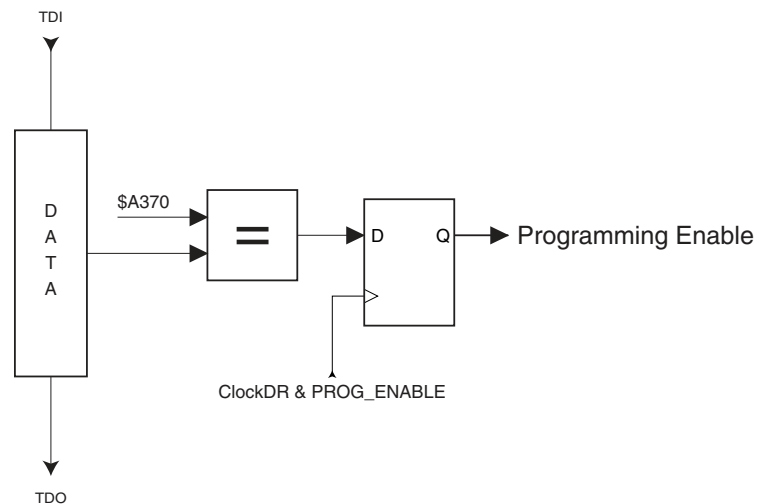 TDI
D
A
T
A
$A370
=
D
Q
Programming Enable
ClockDR & PROG_ENABLE
TDO